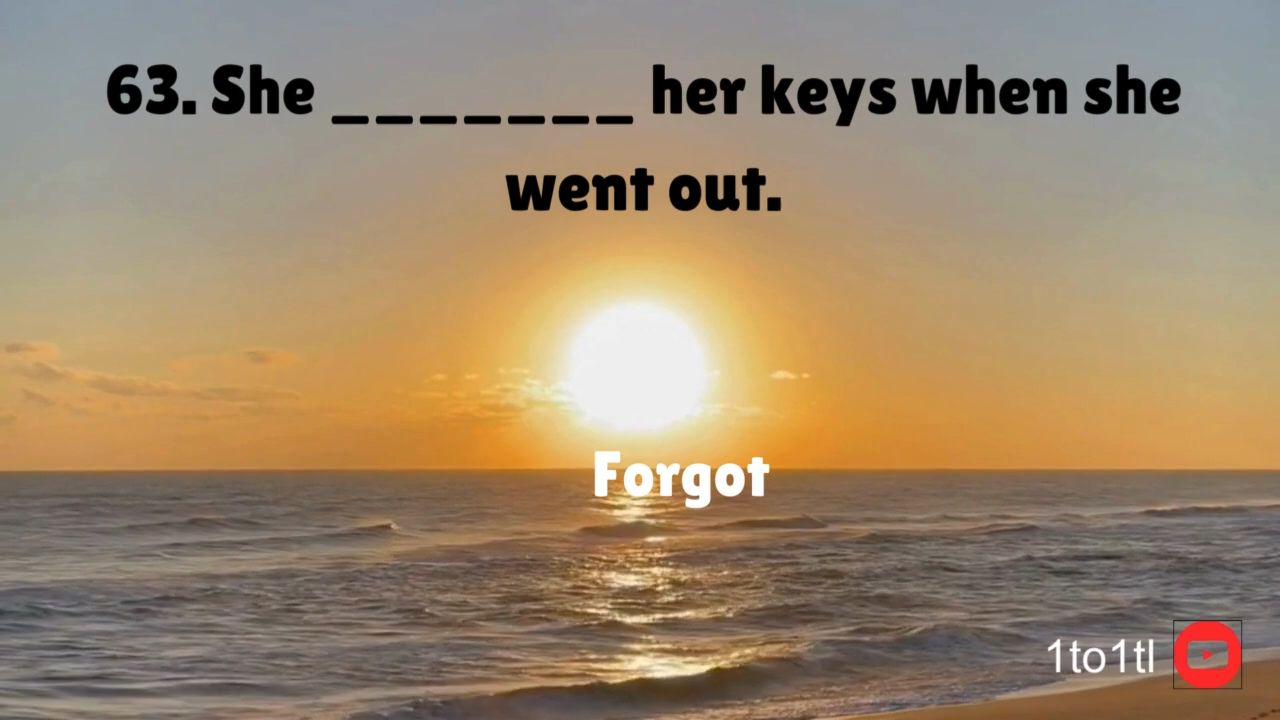 63. She _______ her keys when she
went out.
Forgot
1to1tl